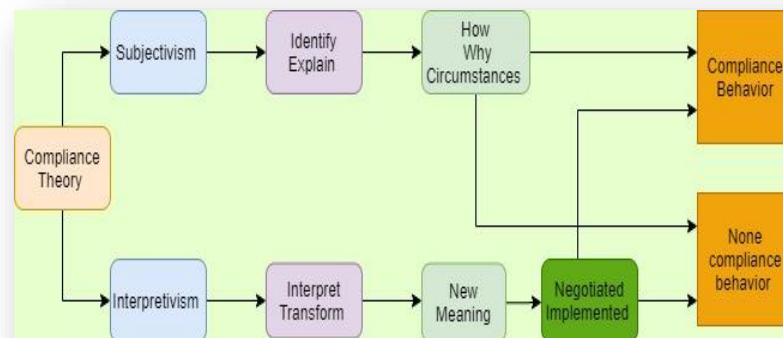 Subjectivism
Identify
Explain
How
Why
Circumstances
Compliance
Behavior
Compliance
Theory
Interpretivism
Interpret
Transform
New
Meaning
Negotiated
Implemented
None
compliance
behavior